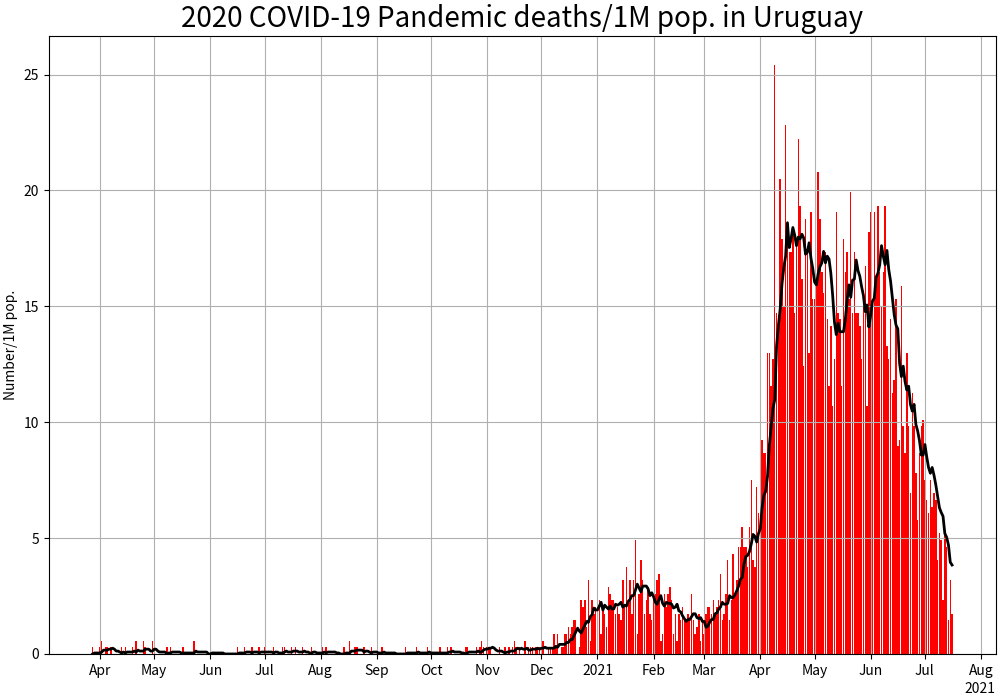 2020 COVID-19 Pandemic deaths/1M pop. in Uruguay
Number/1M pop.
25
20
15
10
5
0
Apr May Jun Jul Aug Sep Oct Nov Dec 2021 Feb Mar Apr May Jun Jul Aug
2021